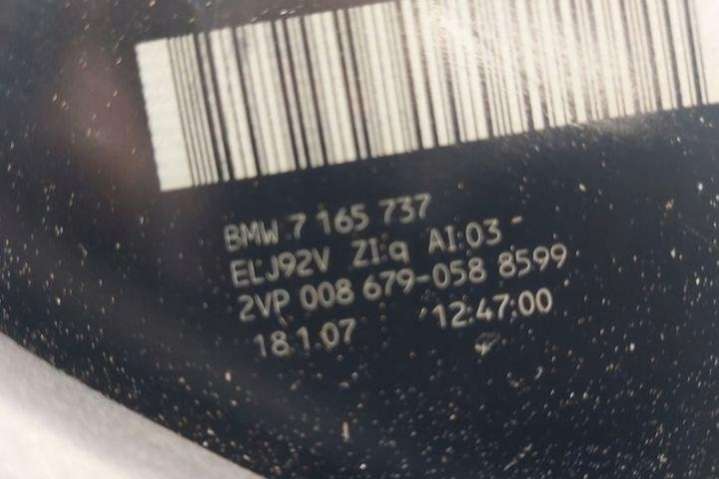 BMW 7 165 737
ELJ92V ZI:q AI:03
2VP 008 679-058 8599
18.1.07 12:47:00